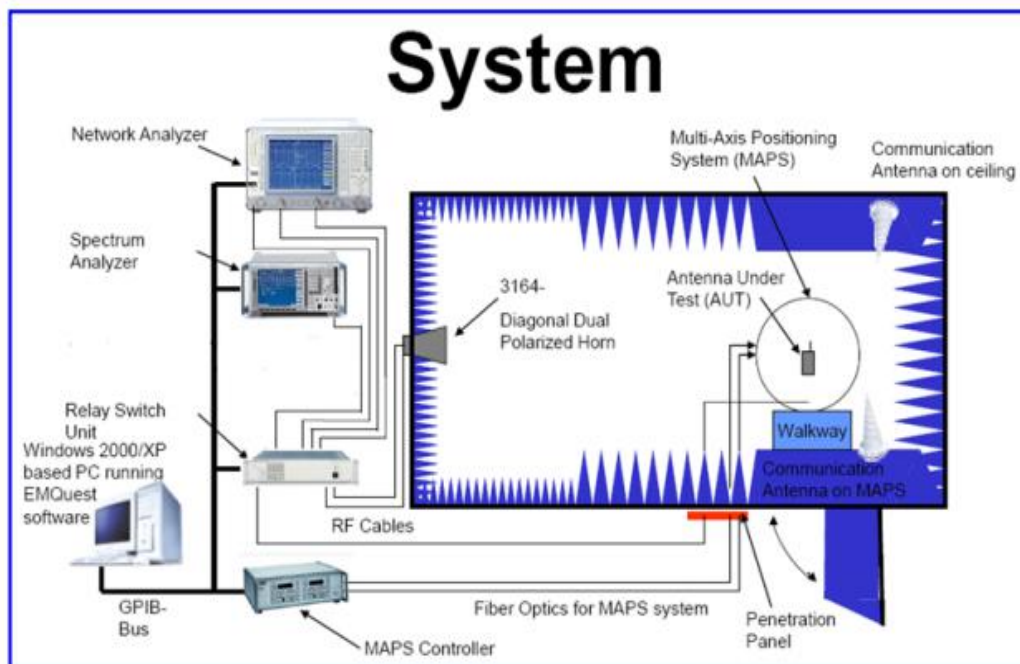 System
Network Analyzer
Spectrum
Analyzer
Relay Switch
Unit
Windows 2000/XP
based PC running
EMQuest
software
GPIB-
Bus
MAPS Controller
RF Cables
Fiber Optics for MAPS system
3164-
Diagonal Dual
Polarized Horn
Multi-Axis Positioning
System (MAPS)
Communication
Antenna on ceiling
Antenna Under
Test (AUT)
Walkway
Communication
Antenna on MAPS
Penetration
Panel